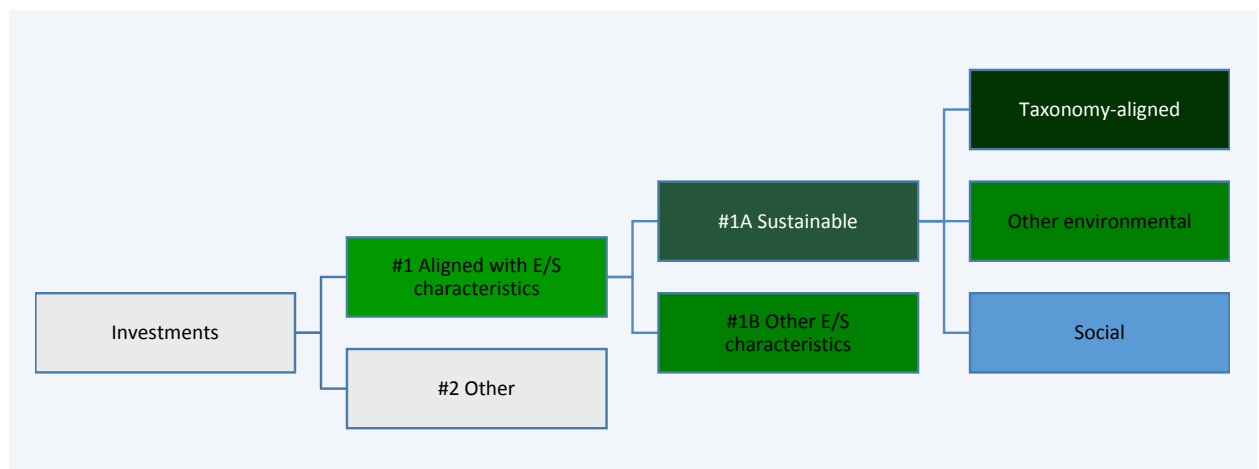 Taxonomy-aligned
#1A Sustainable
Other environmental
#1 Aligned with E/S
characteristics
Investments
#1B Other E/S
characteristics
Social
#2 Other